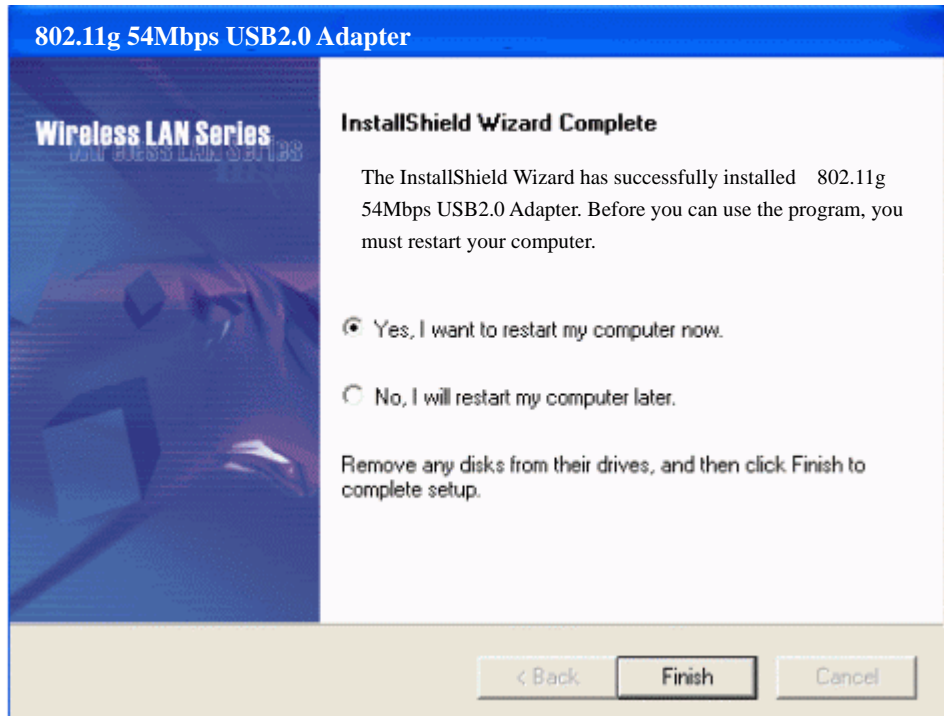 802.11g 54Mbps USB2.0 Adapter
Wireless LAN Series
InstallShield Wizard Complete
The InstallShield Wizard has successfully installed 802.11g
54Mbps USB2.0 Adapter. Before you can use the program, you
must restart your computer.
Yes, I want to restart my computer now.
No, I will restart my computer later.
Remove any disks from their drives, and then click Finish to
complete setup.
< Back
Finish
Cancel